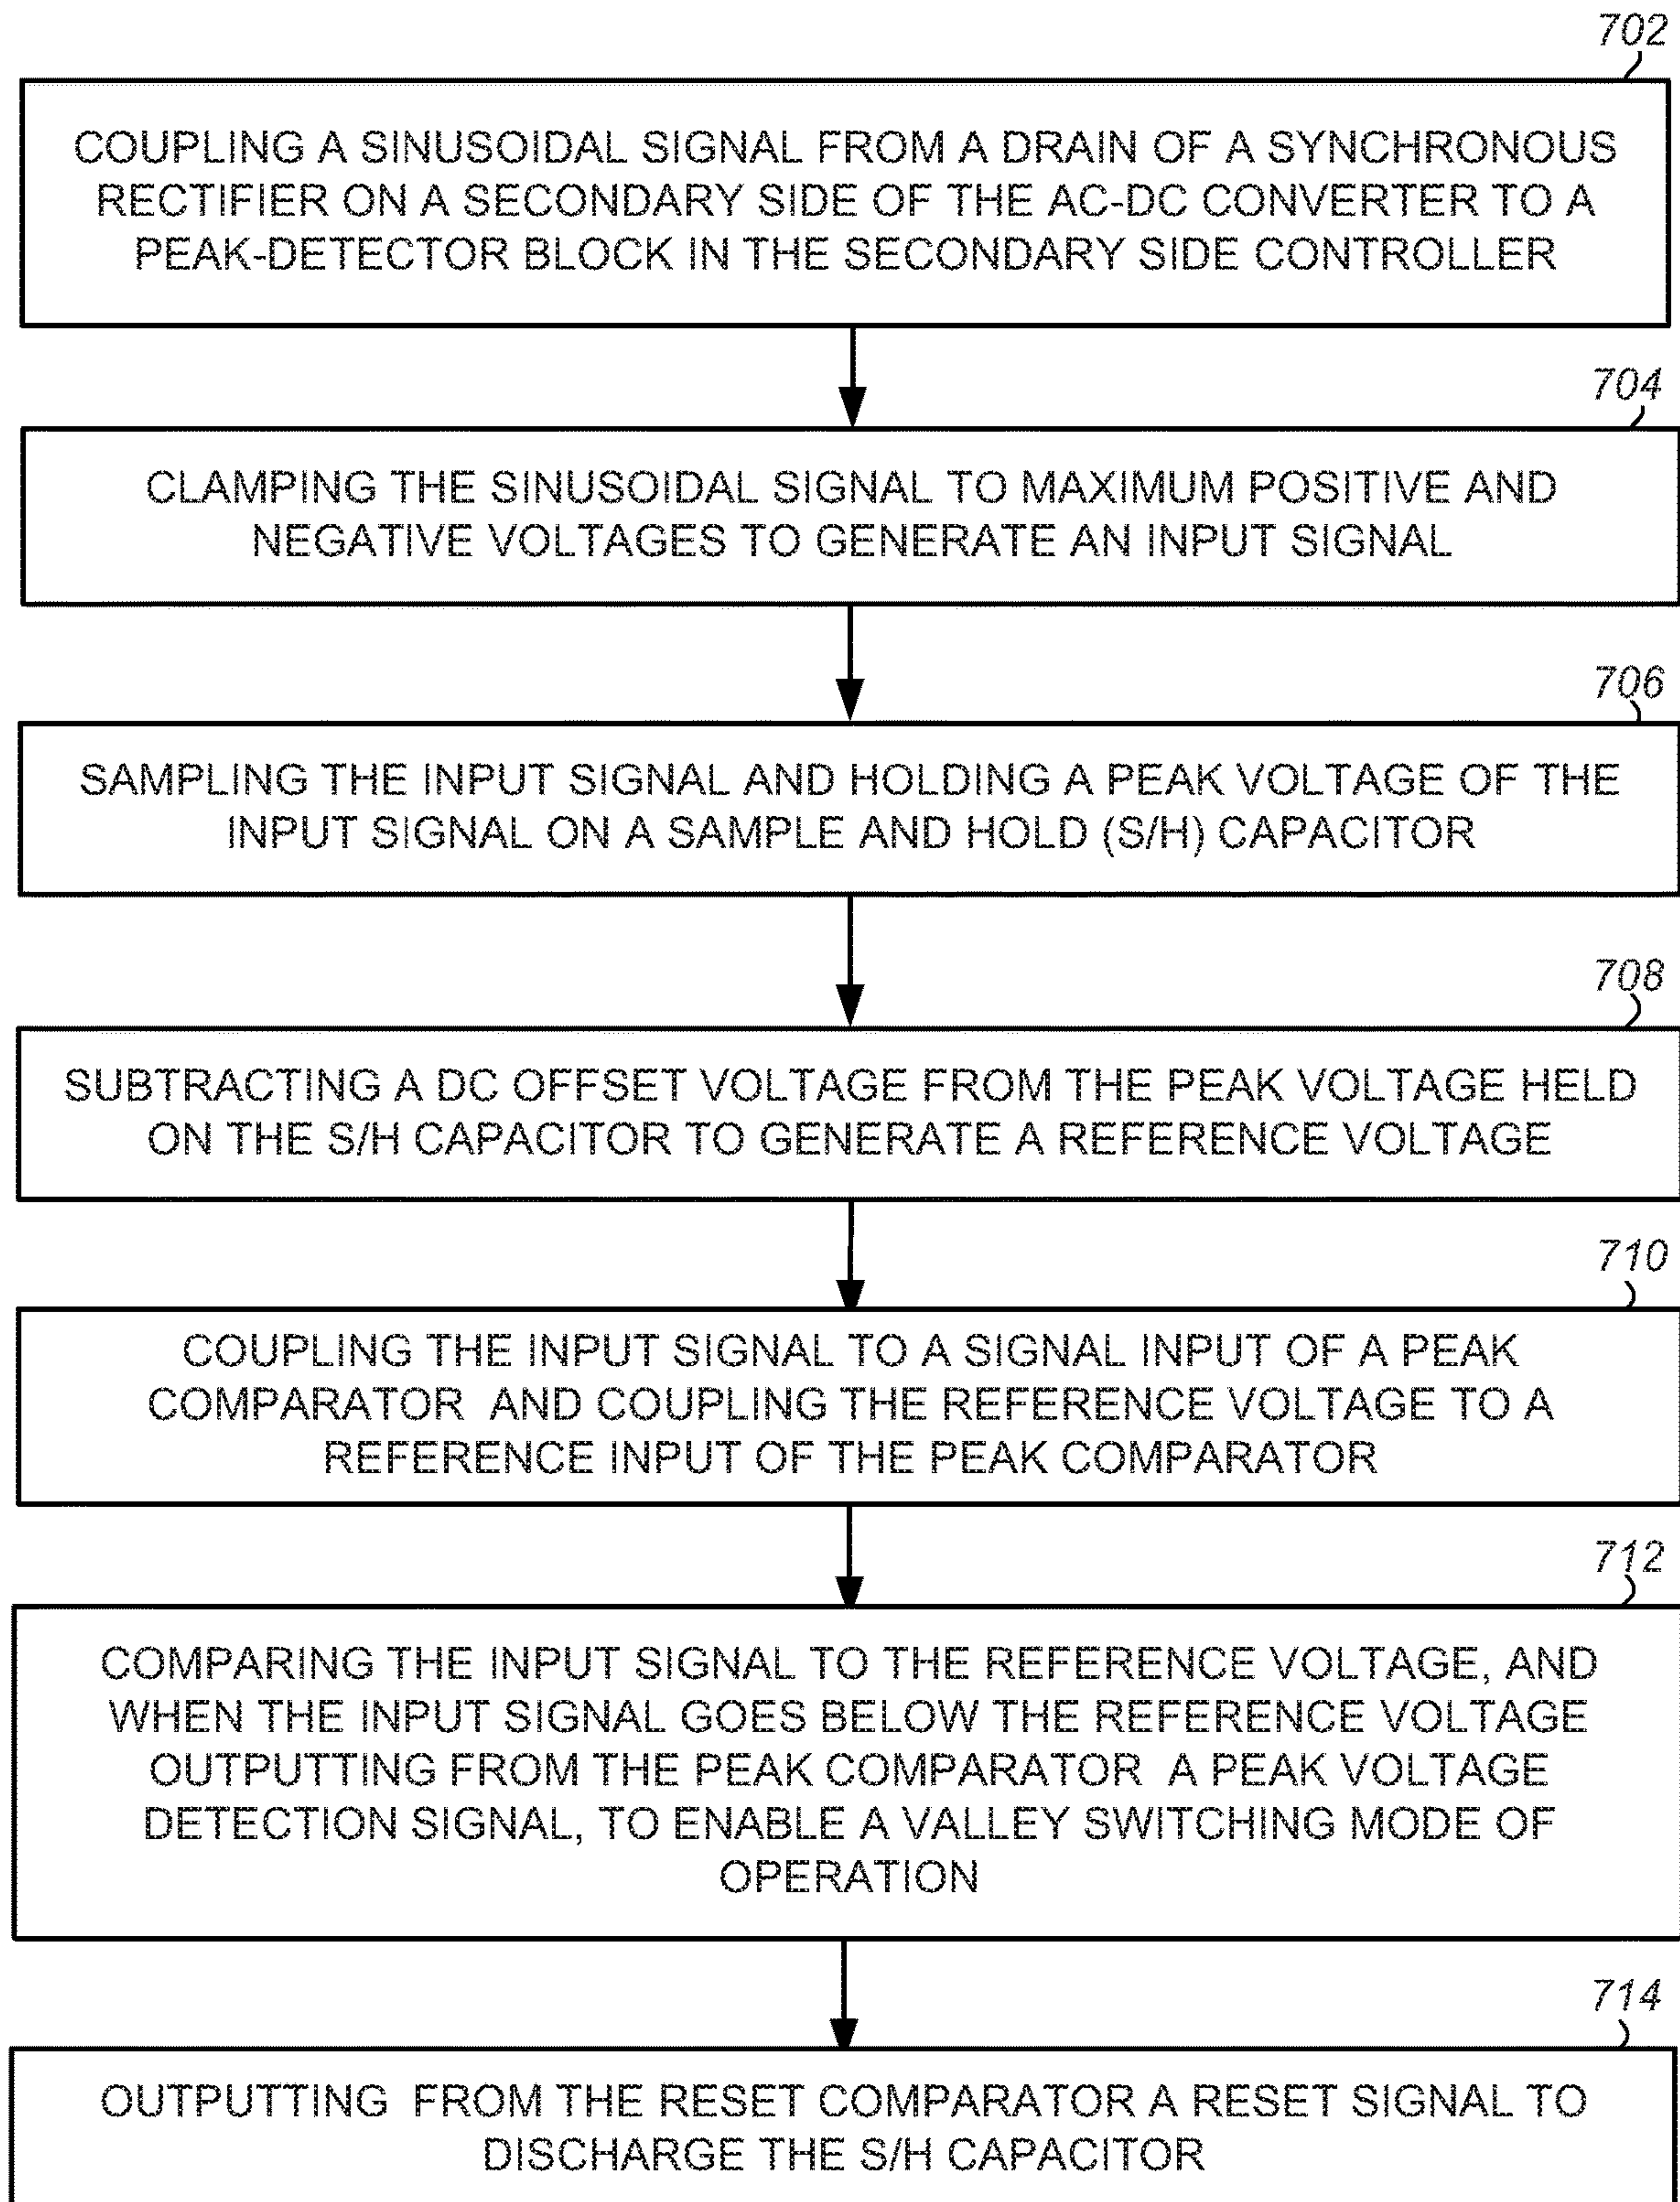 702
COUPLING A SINUSOIDAL SIGNAL FROM A DRAIN OF A SYNCHRONOUS
RECTIFIER ON A SECONDARY SIDE OF THE AC-DC CONVERTER TO A
PEAK-DETECTOR BLOCK IN THE SECONDARY SIDE CONTROLLER
704
CLAMPING THE SINUSOIDAL SIGNAL TO MAXIMUM POSITIVE AND
NEGATIVE VOLTAGES TO GENERATE AN INPUT SIGNAL
706
SAMPLING THE INPUT SIGNAL AND HOLDING A PEAK VOLTAGE OF THE
INPUT SIGNAL ON A SAMPLE AND HOLD (S/H) CAPACITOR
708
SUBTRACTING A DC OFFSET VOLTAGE FROM THE PEAK VOLTAGE HELD
ON THE S/H CAPACITOR TO GENERATE A REFERENCE VOLTAGE
710
COUPLING THE INPUT SIGNAL TO A SIGNAL INPUT OF A PEAK
COMPARATOR AND COUPLING THE REFERENCE VOLTAGE TO A
REFERENCE INPUT OF THE PEAK COMPARATOR
712
COMPARING THE INPUT SIGNAL TO THE REFERENCE VOLTAGE, AND
WHEN THE INPUT SIGNAL GOES BELOW THE REFERENCE VOLTAGE
OUTPUTTING FROM THE PEAK COMPARATOR A PEAK VOLTAGE
DETECTION SIGNAL, TO ENABLE A VALLEY SWITCHING MODE OF
OPERATION
714
OUTPUTTING FROM THE RESET COMPARATOR A RESET SIGNAL TO
DISCHARGE THE S/H CAPACITOR